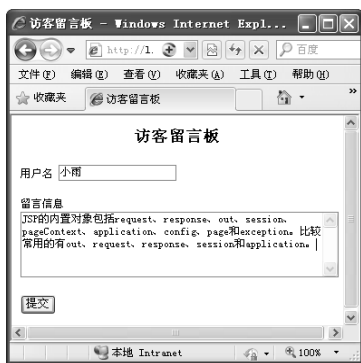 访客留言板 - Windows Internet Expl...
http://1.
百度
文件(F) 编辑(E) 查看(V) 收藏夹(A) 工具(T) 帮助(H)
收藏夹 访客留言板 »
访客留言板
用户名 小雨
留言信息
JSP的内置对象包括request、response、out、session、
pageContext、application、config、page和exception。比较
常用的有out、request、response、session和application。
提交
本地 Intranet 100%